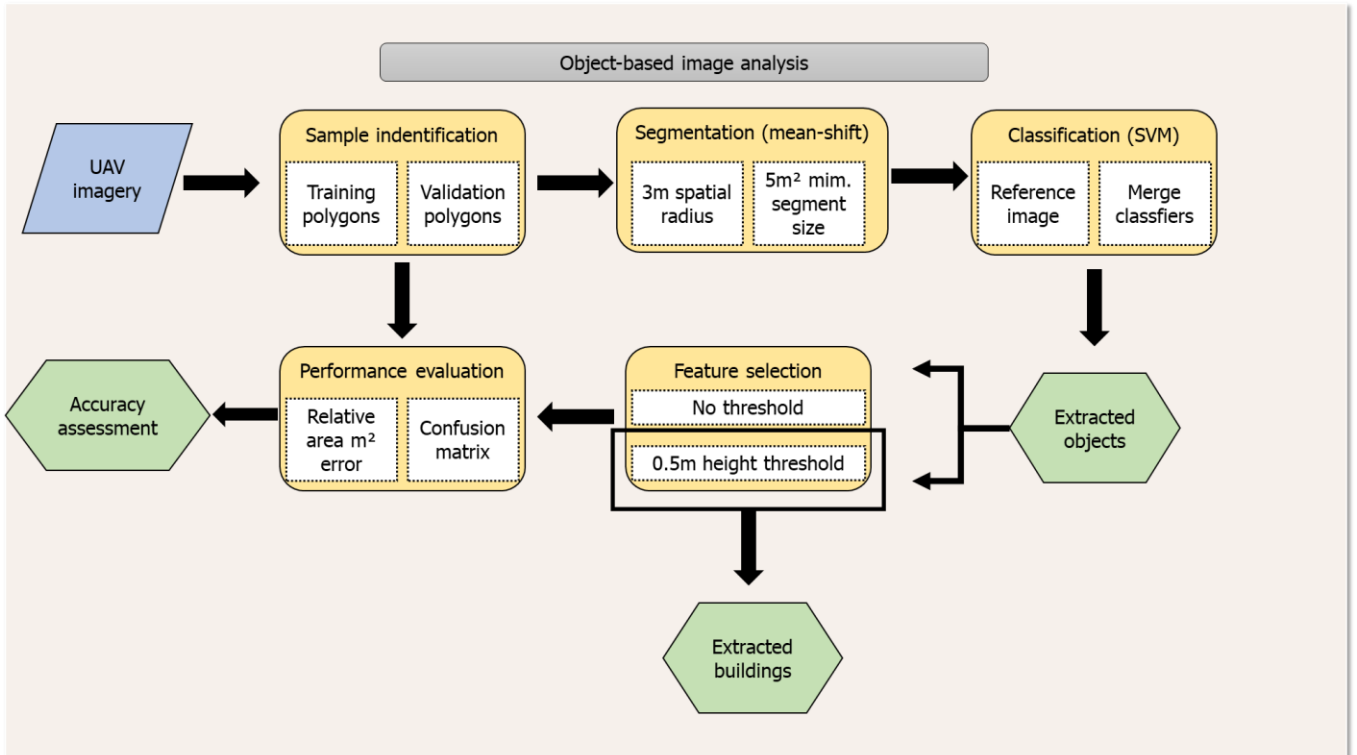 Object-based image analysis
UAV
imagery
Sample indentification
Training
polygons
Validation
polygons
Segmentation (mean-shift)
3m spatial
radius
5m² mim.
segment
size
Classification (SVM)
Reference
image
Merge
classfiers
Accuracy
assessment
Performance evaluation
Relative
area m²
error
Confusion
matrix
Feature selection
No threshold
0.5m height threshold
Extracted
objects
Extracted
buildings